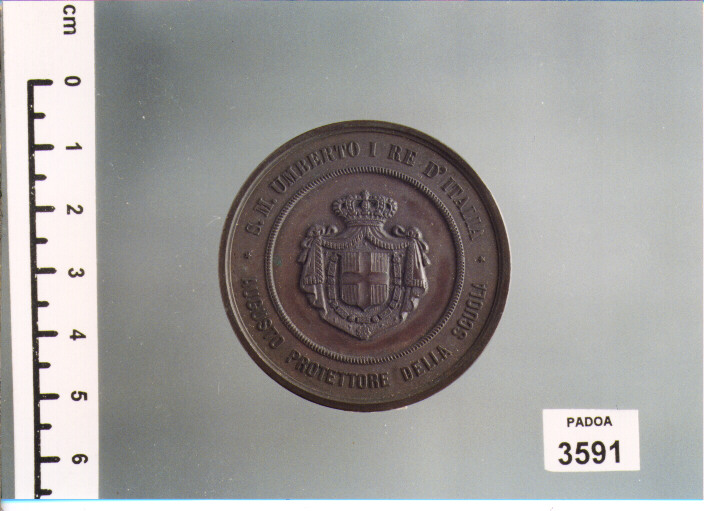 cm
0
1
2
3
4
5
6
S. M. UMBERTO I RE D'ITALIA
AUGUSTO PROTETTORE DELLA SCUOLA
PADOA
3591